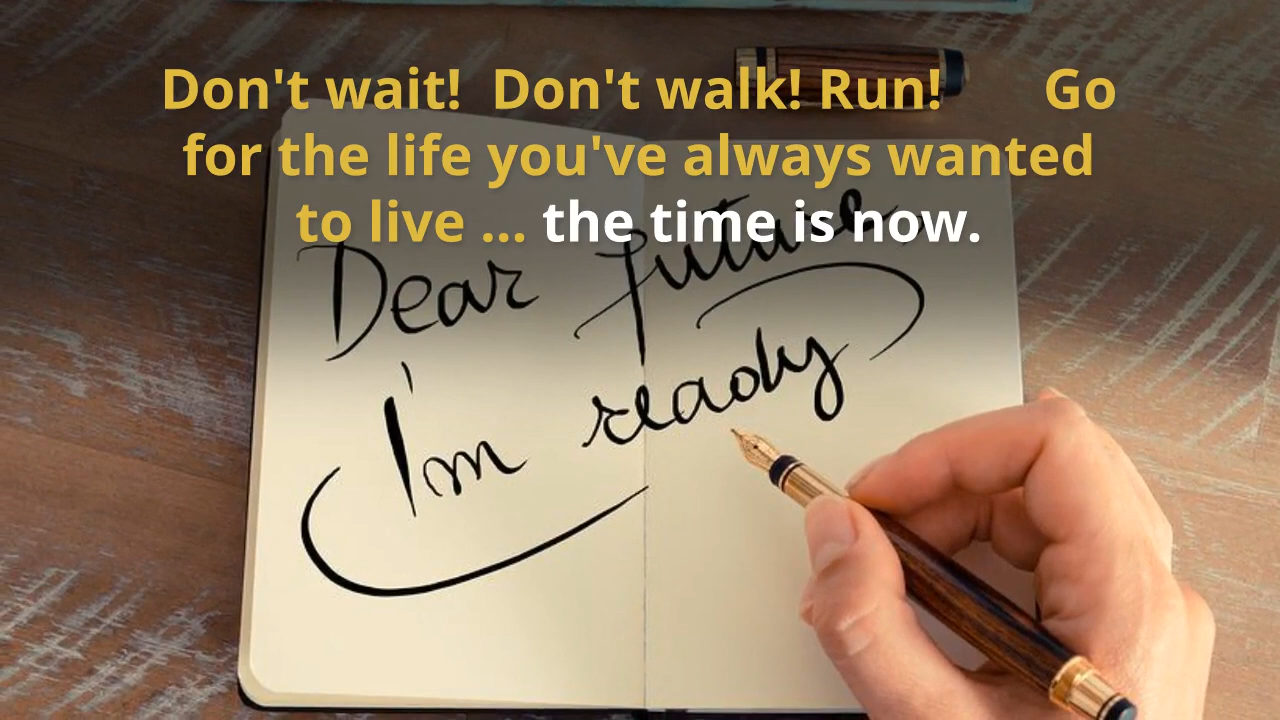 Don't wait!  Don't walk! Run!        Go
for the life you've always wanted
to live ... the time is now.
Dear future,
I'm ready